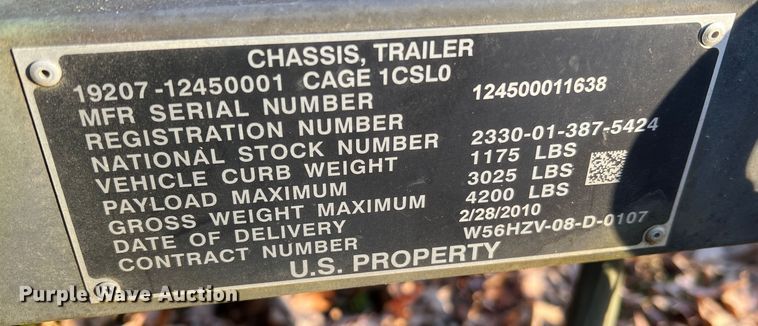 CHASSIS, TRAILER
19207-12450001 CAGE 1CSL0
MFR SERIAL NUMBER 124500011638
REGISTRATION NUMBER
NATIONAL STOCK NUMBER 2330-01-387-5424
VEHICLE CURB WEIGHT 1175 LBS
PAYLOAD MAXIMUM 3025 LBS
GROSS WEIGHT MAXIMUM 4200 LBS
DATE OF DELIVERY 2/28/2010
CONTRACT NUMBER W56HZV-08-D-0107
U.S. PROPERTY
Purple Wave Auction